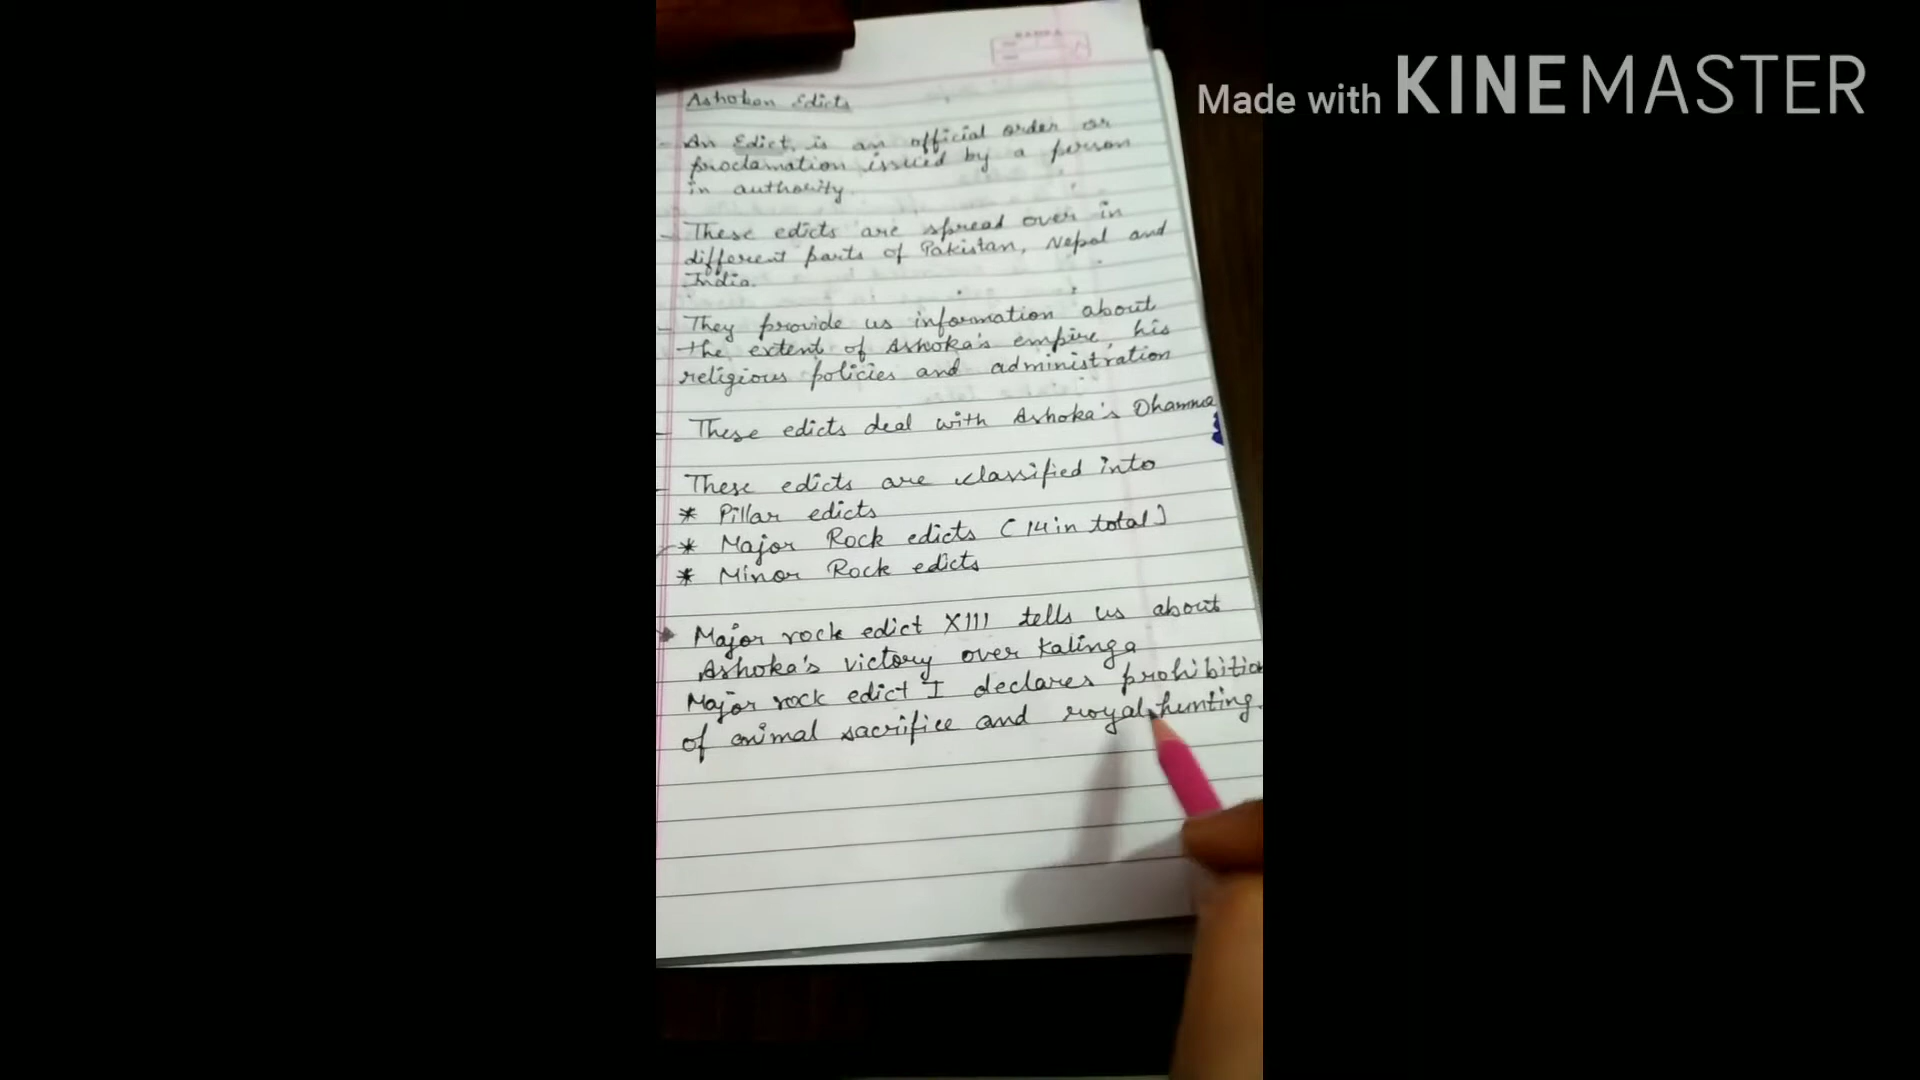 Made with KINEMASTER
Ashokan Edicts
- An Edict is an official order or
proclamation issued by a person
in authority.
- These edicts are spread over in
different parts of Pakistan, Nepal and
India.
- They provide us information about
the extent of Ashoka's empire, his
religious policies and administration
- These edicts deal with Ashoka's Dhamma
- These edicts are classified into
* Pillar edicts
* Major Rock edicts (14 in total)
* Minor Rock edicts
Major rock edict XIII tells us about
Ashoka's victory over Kalinga
Major rock edict I declares prohibition
of animal sacrifice and royal hunting.